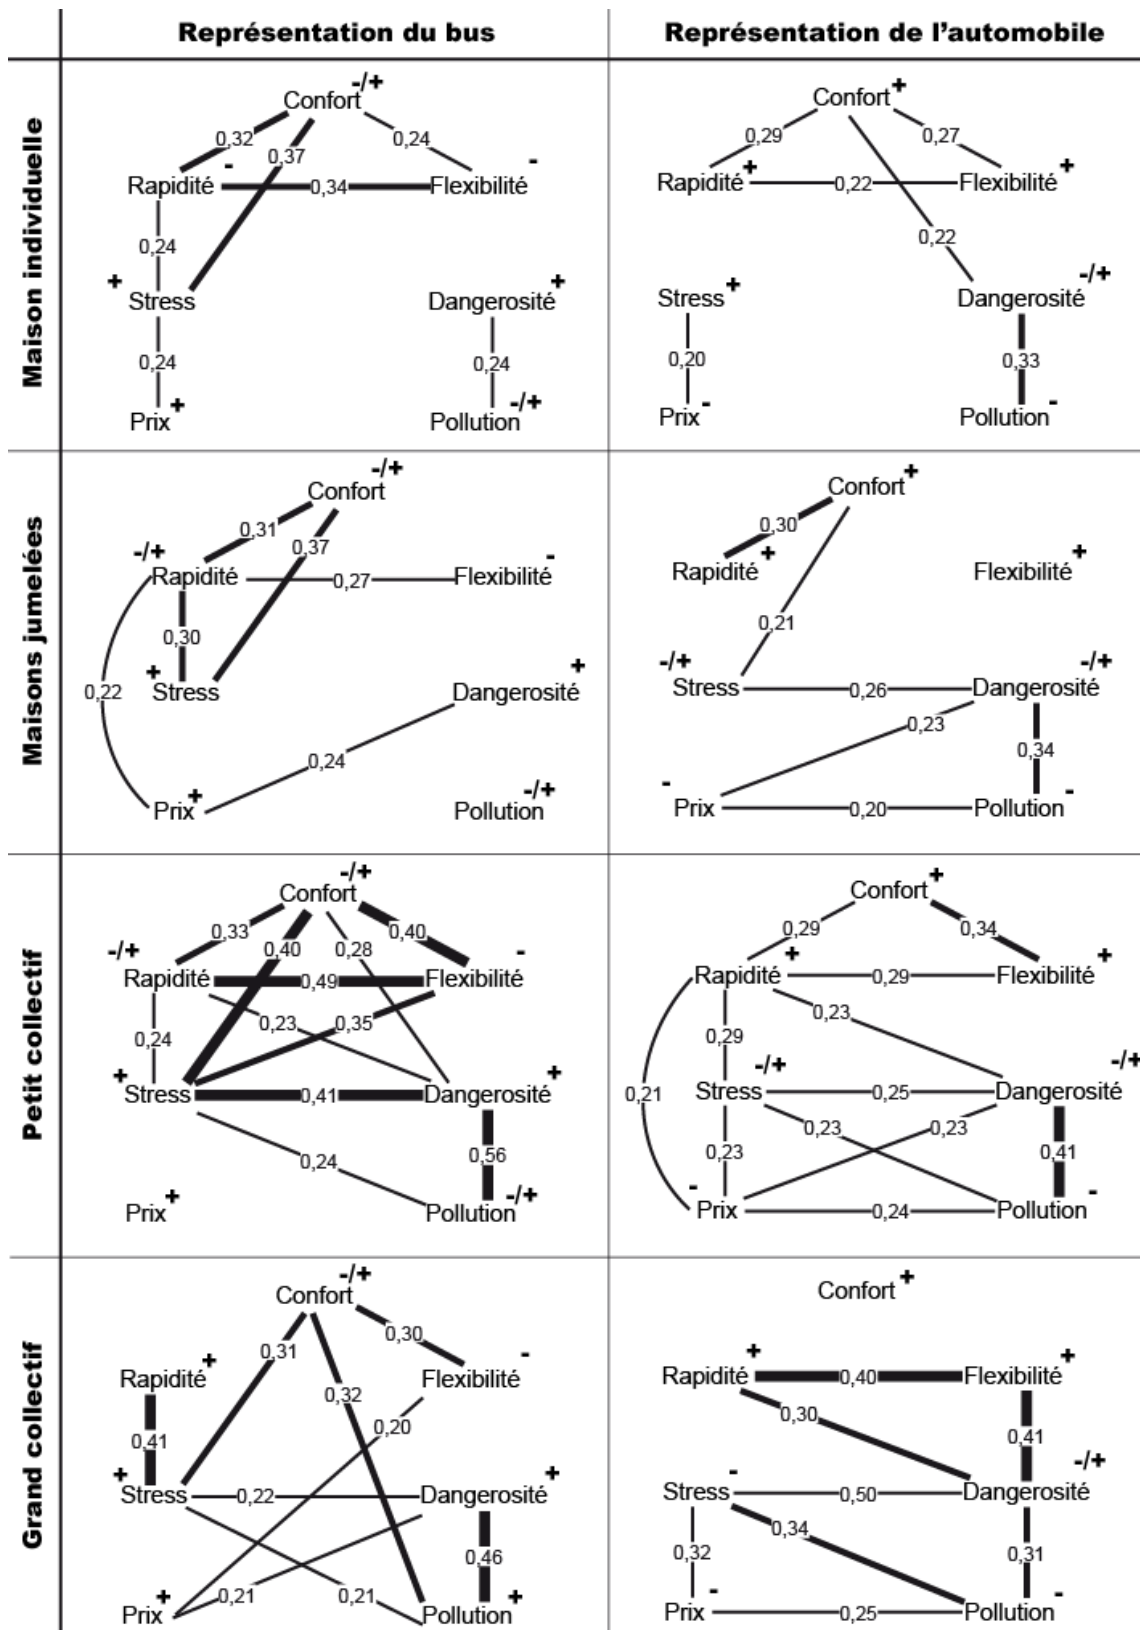 Représentation du bus
Représentation de l'automobile
Maison individuelle
Confort -/+
0,32
0,37
0,24
Rapidité -
0,34
Flexibilité -
0,24
+ Stress
Dangerosité +
0,24
0,24
Prix +
Pollution -/+
Confort +
0,29
0,27
Rapidité +
0,22
Flexibilité +
0,22
Stress +
Dangerosité -/+
0,20
0,33
Prix -
Pollution -
Maisons jumelées
Confort -/+
0,31
0,37
-/+ Rapidité
0,27
Flexibilité -
0,30
+ Stress
Dangerosité +
0,22
0,24
Prix +
Pollution -/+
Confort +
0,30
Rapidité +
Flexibilité +
0,21
-/+ Stress
0,26
Dangerosité -/+
0,23
0,34
- Prix
0,20
Pollution -
Petit collectif
Confort -/+
0,33
0,40
0,28
0,40
-/+ Rapidité
0,49
Flexibilité -
0,24
0,23
0,35
+ Stress
0,41
Dangerosité +
0,24
0,56
Prix +
Pollution -/+
Confort +
0,29
0,34
Rapidité +
0,29
Flexibilité +
0,29
0,23
Stress -/+
0,25
Dangerosité -/+
0,21
0,23
0,23
0,23
0,41
- Prix
0,24
Pollution -
Grand collectif
Confort -/+
0,31
0,30
Rapidité +
0,32
Flexibilité -
0,41
0,20
+ Stress
0,22
Dangerosité +
0,46
0,21
0,21
Prix +
Pollution +
Confort +
Rapidité +
0,40
Flexibilité +
0,30
0,41
Stress -
0,50
Dangerosité -/+
0,34
0,32
0,31
Prix -
0,25
Pollution -